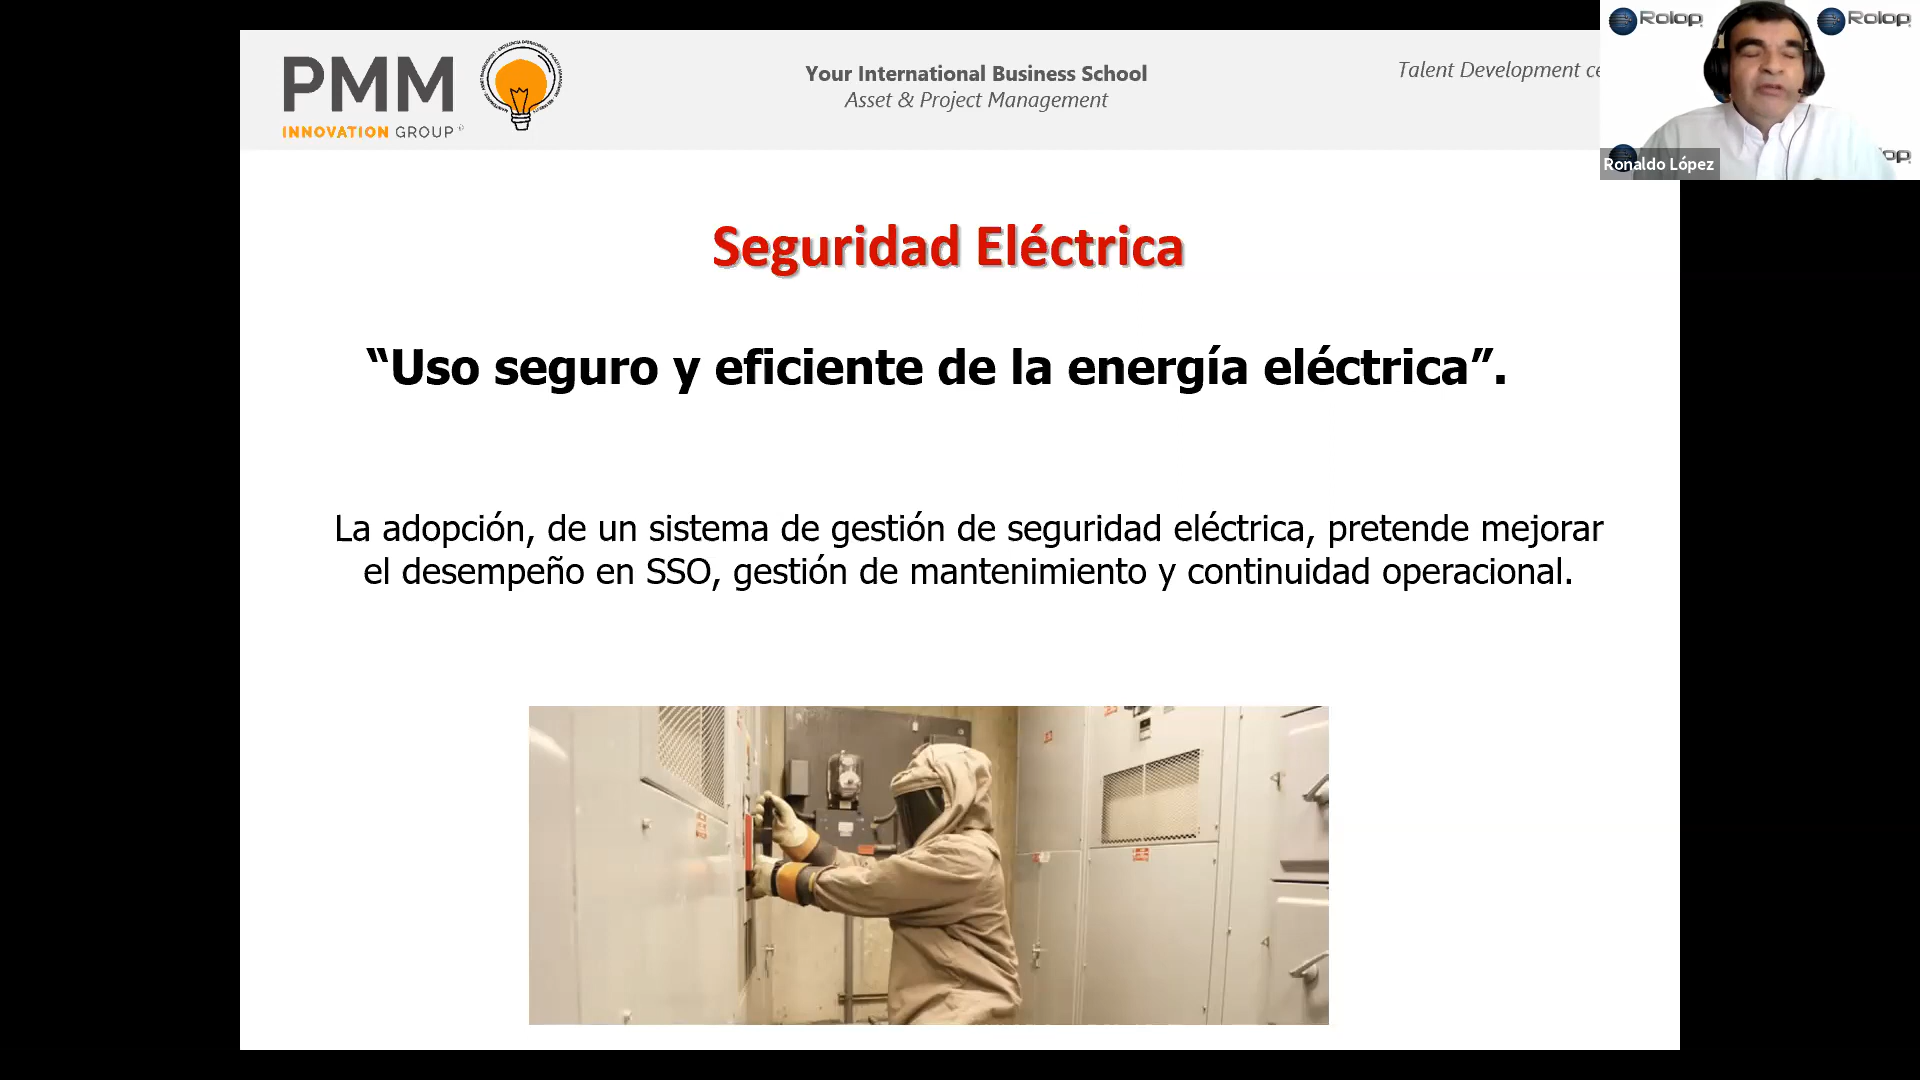 PMM
INNOVATION GROUP
Your International Business School
Asset & Project Management
Talent Development
Rolop
Rolop
Ronaldo López
Seguridad Eléctrica
“Uso seguro y eficiente de la energía eléctrica”.
La adopción, de un sistema de gestión de seguridad eléctrica, pretende mejorar
el desempeño en SSO, gestión de mantenimiento y continuidad operacional.